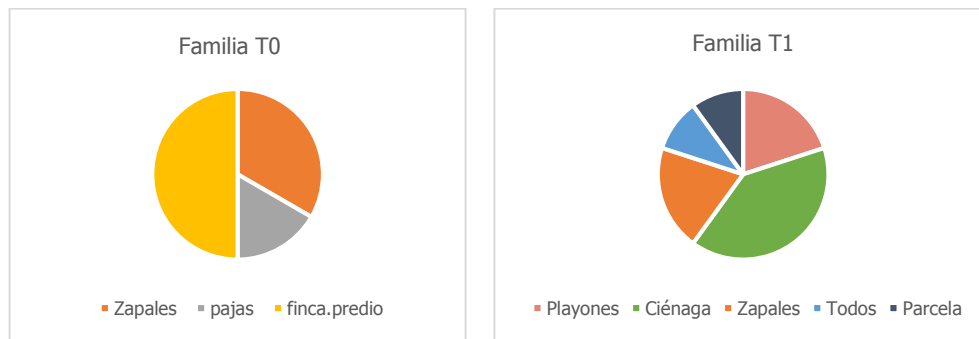 Familia T0
Zapales pajas finca.predio
Familia T1
Playones Ciénaga Zapales Todos Parcela